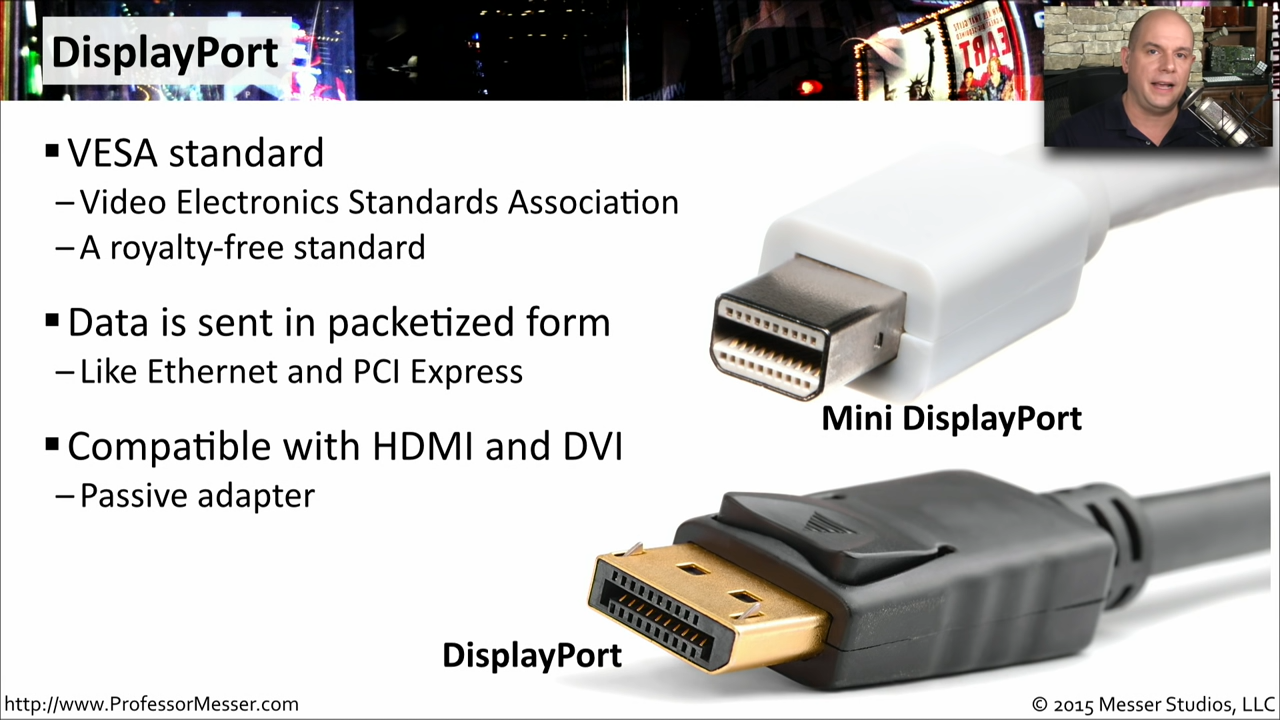 DisplayPort
▪ VESA standard
– Video Electronics Standards Association
– A royalty-free standard
▪ Data is sent in packetized form
– Like Ethernet and PCI Express
▪ Compatible with HDMI and DVI
– Passive adapter
Mini DisplayPort
DisplayPort
http://www.ProfessorMesser.com
© 2015 Messer Studios, LLC